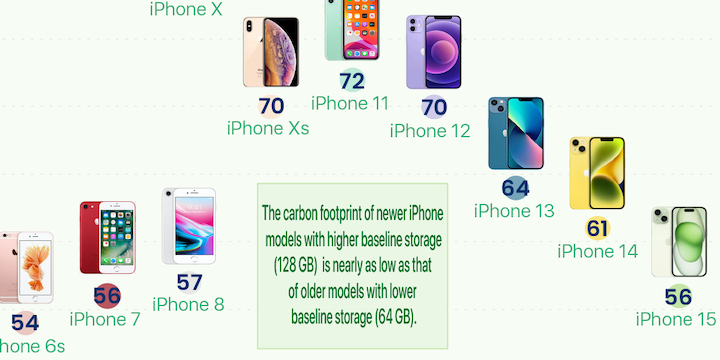 iPhone X
72
iPhone 11
70
iPhone Xs
70
iPhone 12
64
iPhone 13
61
iPhone 14
The carbon footprint of newer iPhone
models with higher baseline storage
(128 GB) is nearly as low as that
of older models with lower
baseline storage (64 GB).
57
iPhone 8
56
iPhone 7
54
hone 6s
56
iPhone 15